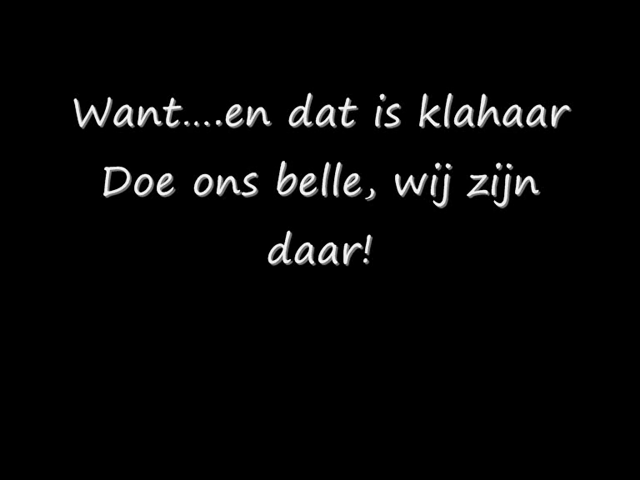 Want....en dat is klahaar
Doe ons belle, wij zijn
daar!